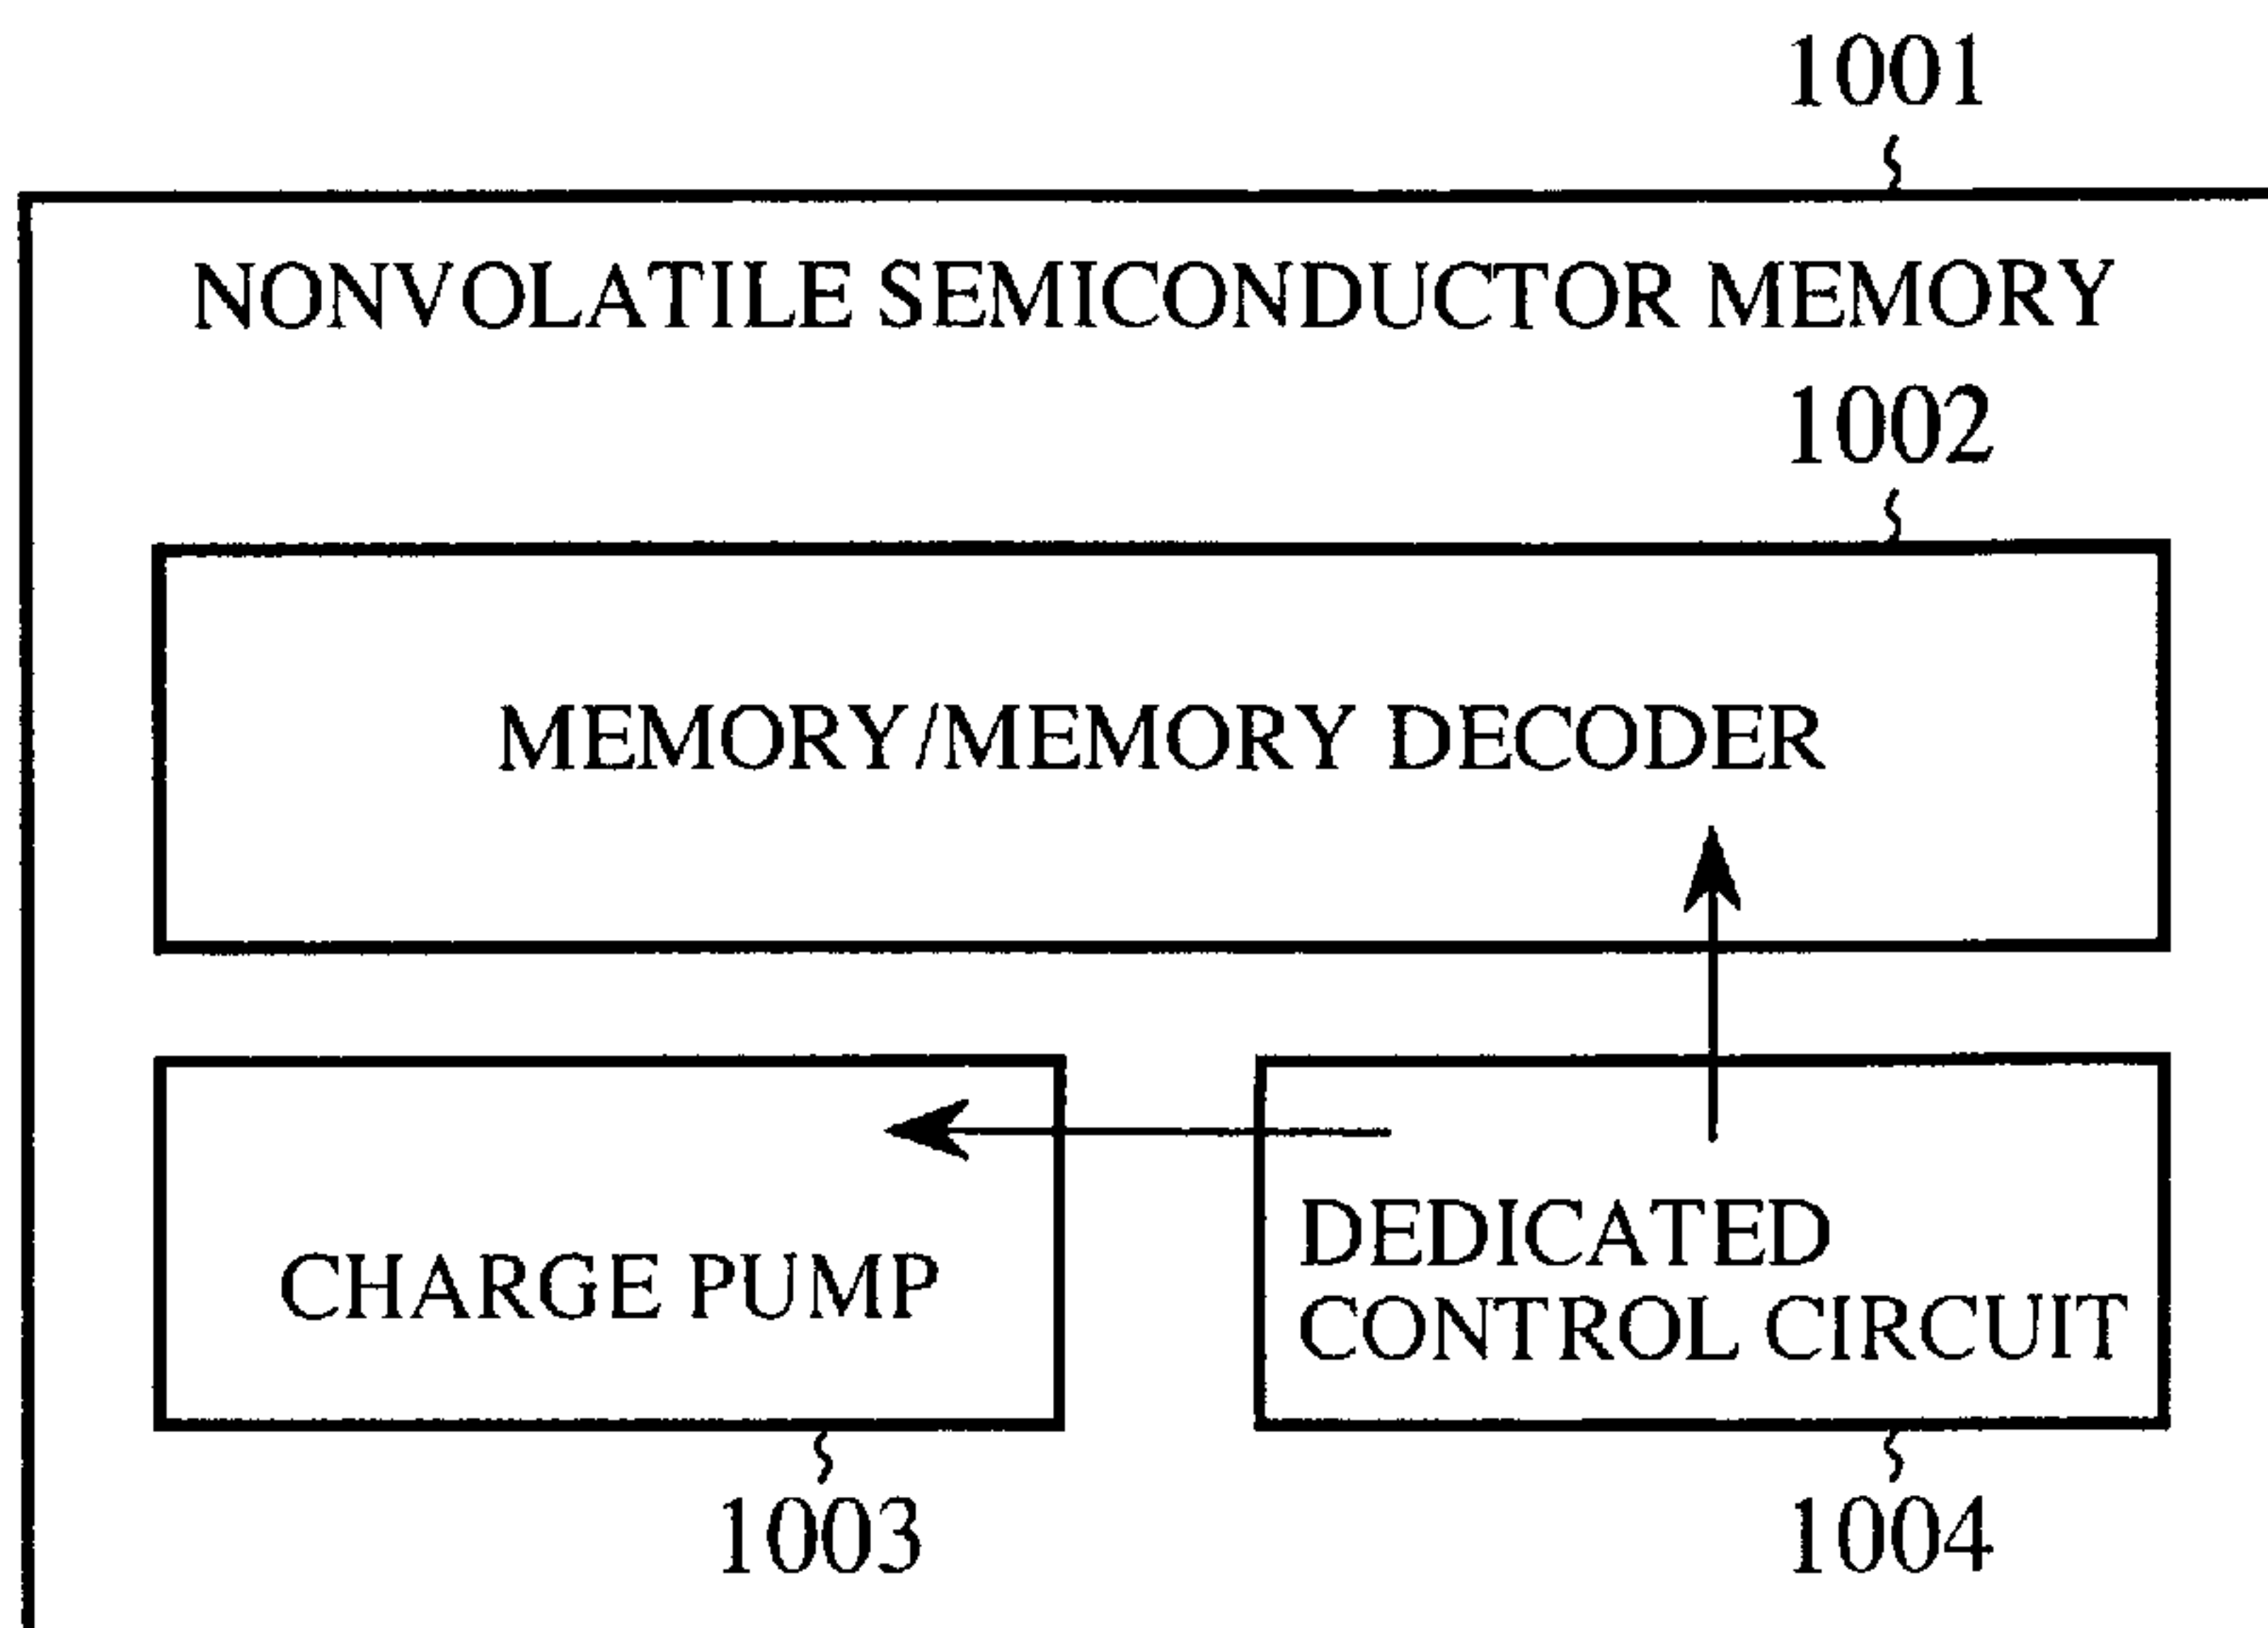 1001
NONVOLATILE SEMICONDUCTOR MEMORY
1002
MEMORY/MEMORY DECODER
CHARGE PUMP
DEDICATED
CONTROL CIRCUIT
1003
1004